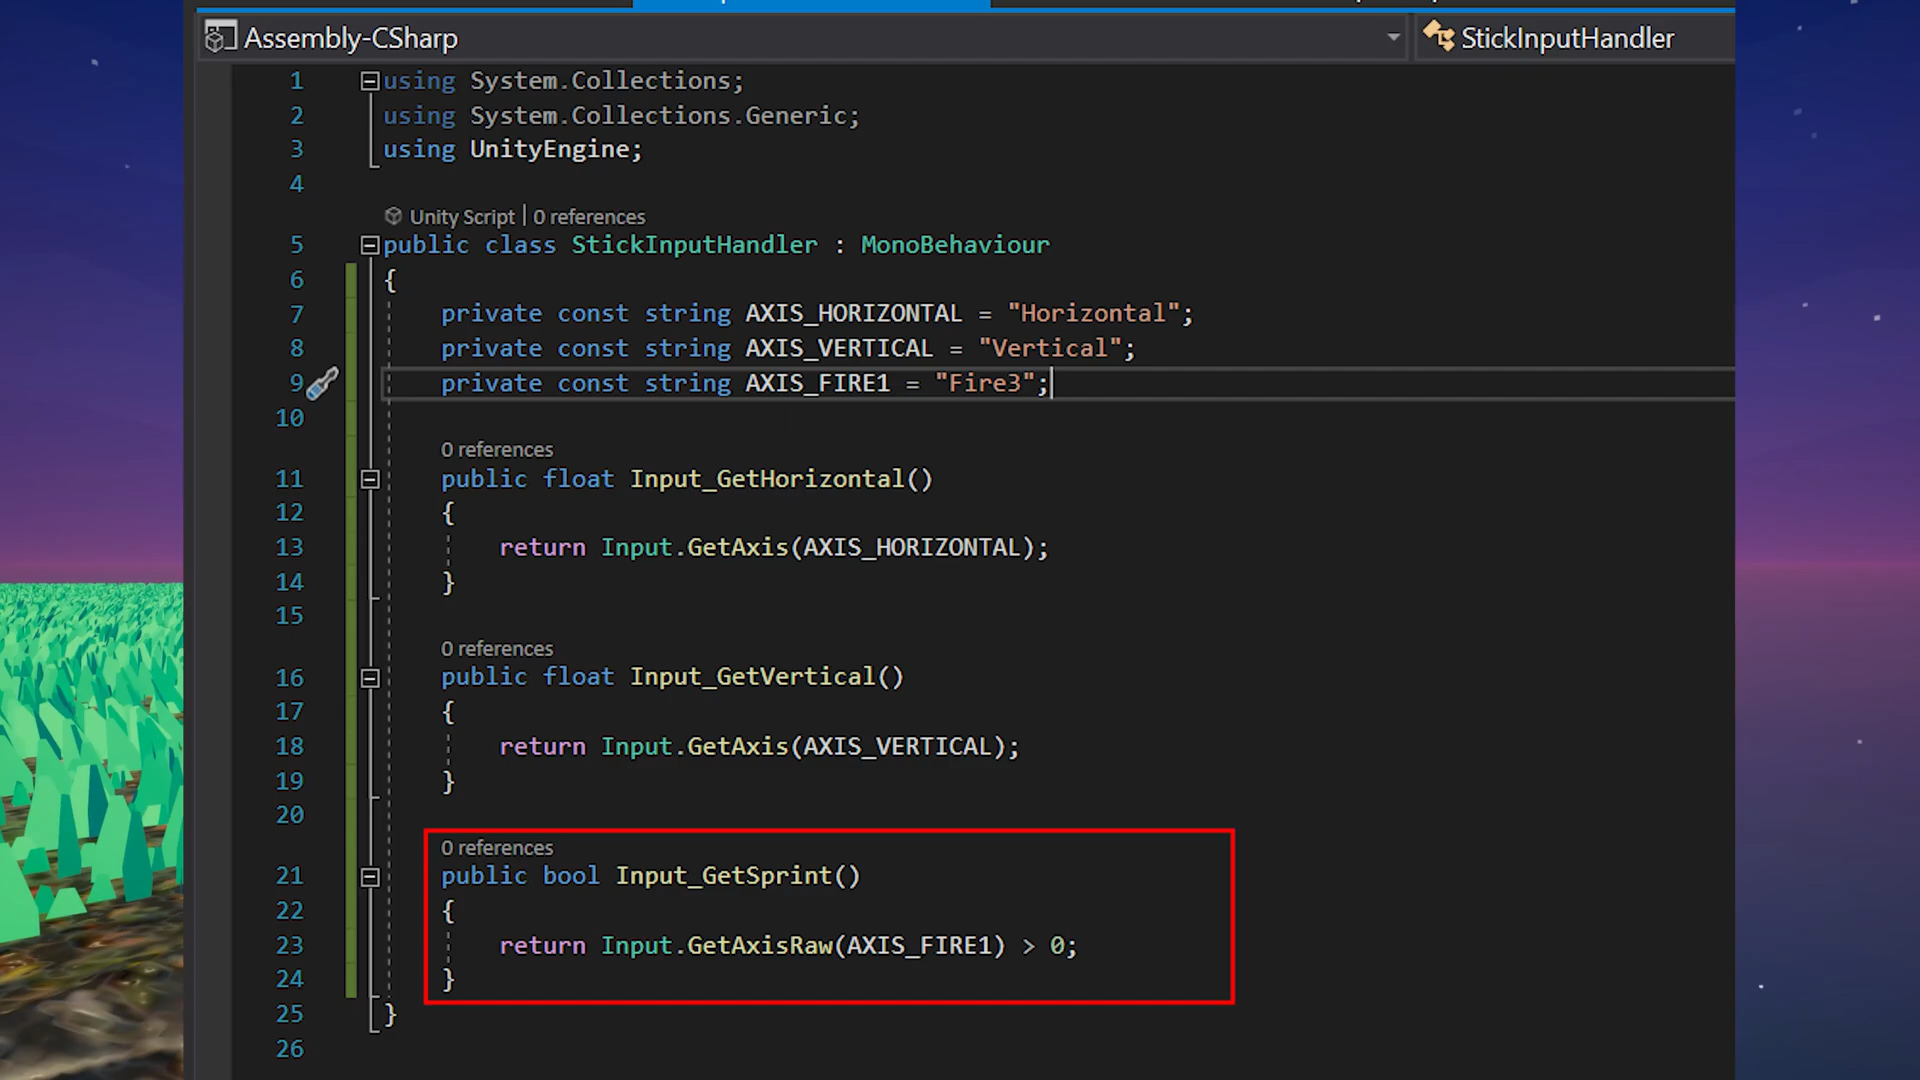 Assembly-CSharp
StickInputHandler
1 using System.Collections;
2 using System.Collections.Generic;
3 using UnityEngine;
4
Unity Script | 0 references
5 public class StickInputHandler : MonoBehaviour
6 {
7 private const string AXIS_HORIZONTAL = "Horizontal";
8 private const string AXIS_VERTICAL = "Vertical";
9 private const string AXIS_FIRE1 = "Fire3";
10
0 references
11 public float Input_GetHorizontal()
12 {
13 return Input.GetAxis(AXIS_HORIZONTAL);
14 }
15
0 references
16 public float Input_GetVertical()
17 {
18 return Input.GetAxis(AXIS_VERTICAL);
19 }
20
0 references
21 public bool Input_GetSprint()
22 {
23 return Input.GetAxisRaw(AXIS_FIRE1) > 0;
24 }
25 }
26